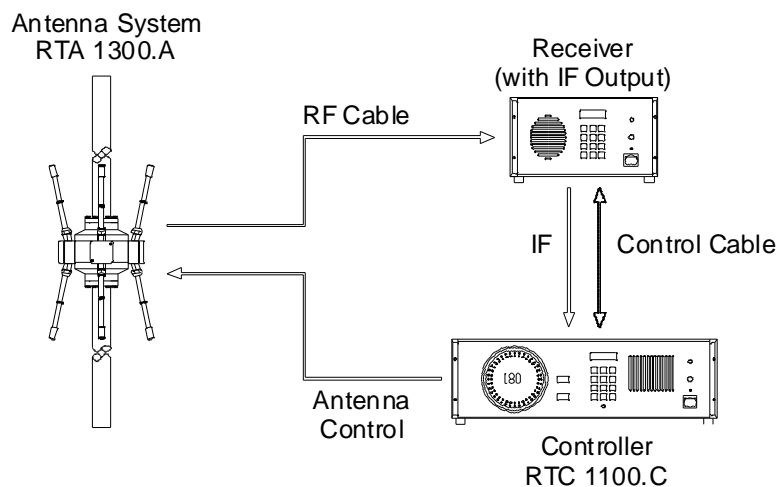 Antenna System
RTA 1300.A
Receiver
(with IF Output)
RF Cable
IF
Control Cable
180
Antenna
Control
Controller
RTC 1100.C